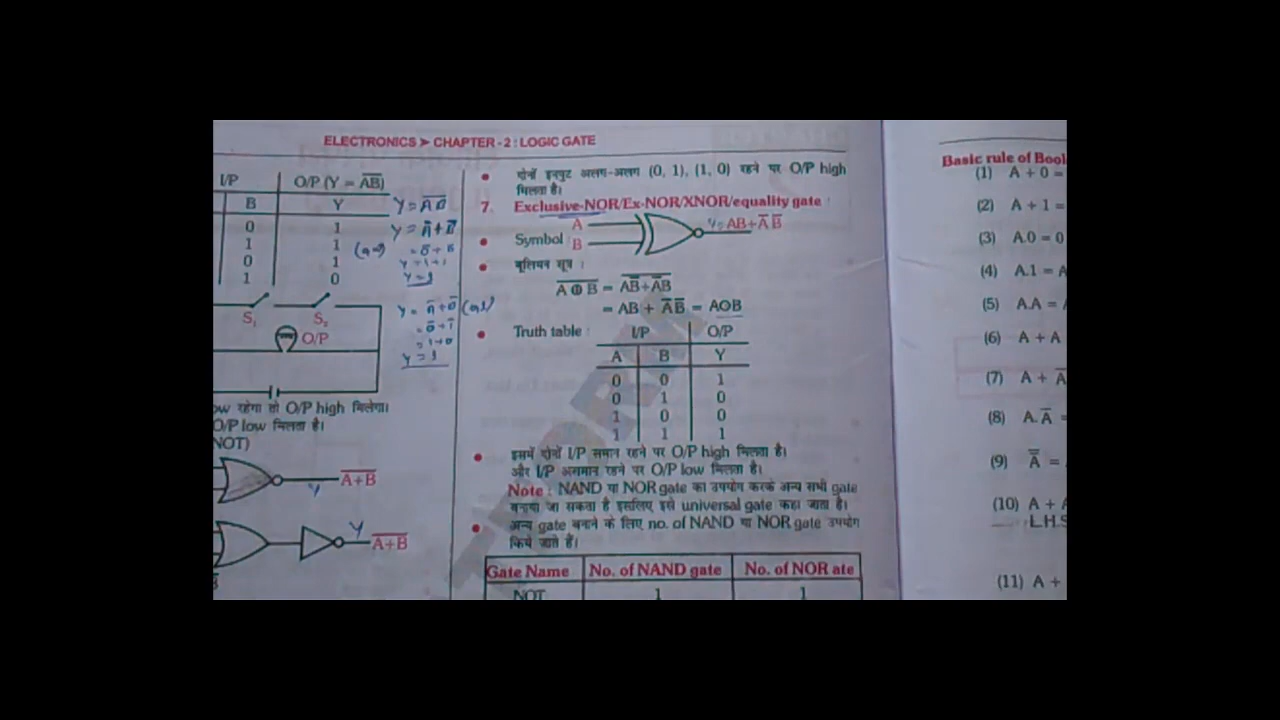 ELECTRONICS ➤ CHAPTER - 2 : LOGIC GATE
I/P O/P (Y = A̅B̅)
B Y
0 1
1 1
0 1
1 0
S₁ S₂
O/P
ow रहेगा तो O/P high मिलेगा।
O/P low मिलता है।
NOT)
Y A̅+̅B̅
Y A̅+̅B̅
Y = A̅ + B̅
Y = 1
Y = 1
• दोनों इनपुट अलग-अलग (0, 1), (1, 0) रहने पर O/P high
मिलता है।
7. Exclusive-NOR/Ex-NOR/XNOR/equality gate :
• Symbol : A B Y= AB+A̅ B̅
• बूलियन सूत्र :
A̅ ⊕̅ B̅ = A̅B̅̅+̅A̅̅B̅
= AB + A̅ B̅ = A⊙B
• Truth table : I/P O/P
A B Y
0 0 1
0 1 0
1 0 0
1 1 1
• इसमें दोनों I/P समान रहने पर O/P high मिलता है।
और I/P असमान रहने पर O/P low मिलता है।
Note : NAND या NOR gate का उपयोग करके अन्य सभी gate
बनाया जा सकता है इसलिए इसे universal gate कहा जाता है।
• अन्य gate बनाने के लिए no. of NAND या NOR gate उपयोग
किये जाते हैं।
Gate Name No. of NAND gate No. of NOR ate
NOT 1 1
Basic rule of Bool
(1) A + 0 =
(2) A + 1 =
(3) A.0 = 0
(4) A.1 = A
(5) A.A =
(6) A + A
(7) A + A̅
(8) A.A̅ =
(9) A̿ =
(10) A + A
L.H.S
(11) A +